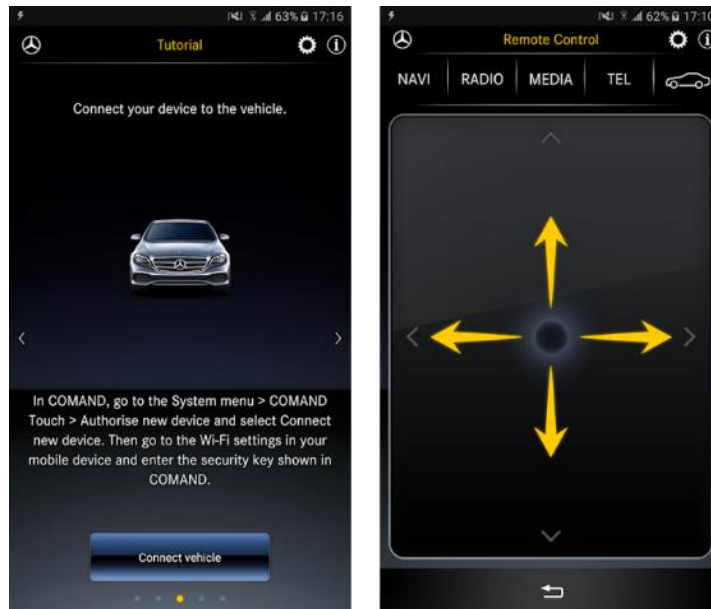 63% 17:16
Tutorial
Connect your device to the vehicle.
In COMAND, go to the System menu > COMAND
Touch > Authorise new device and select Connect
new device. Then go to the Wi-Fi settings in your
mobile device and enter the security key shown in
COMAND.
Connect vehicle
62% 17:10
Remote Control
NAVI RADIO MEDIA TEL